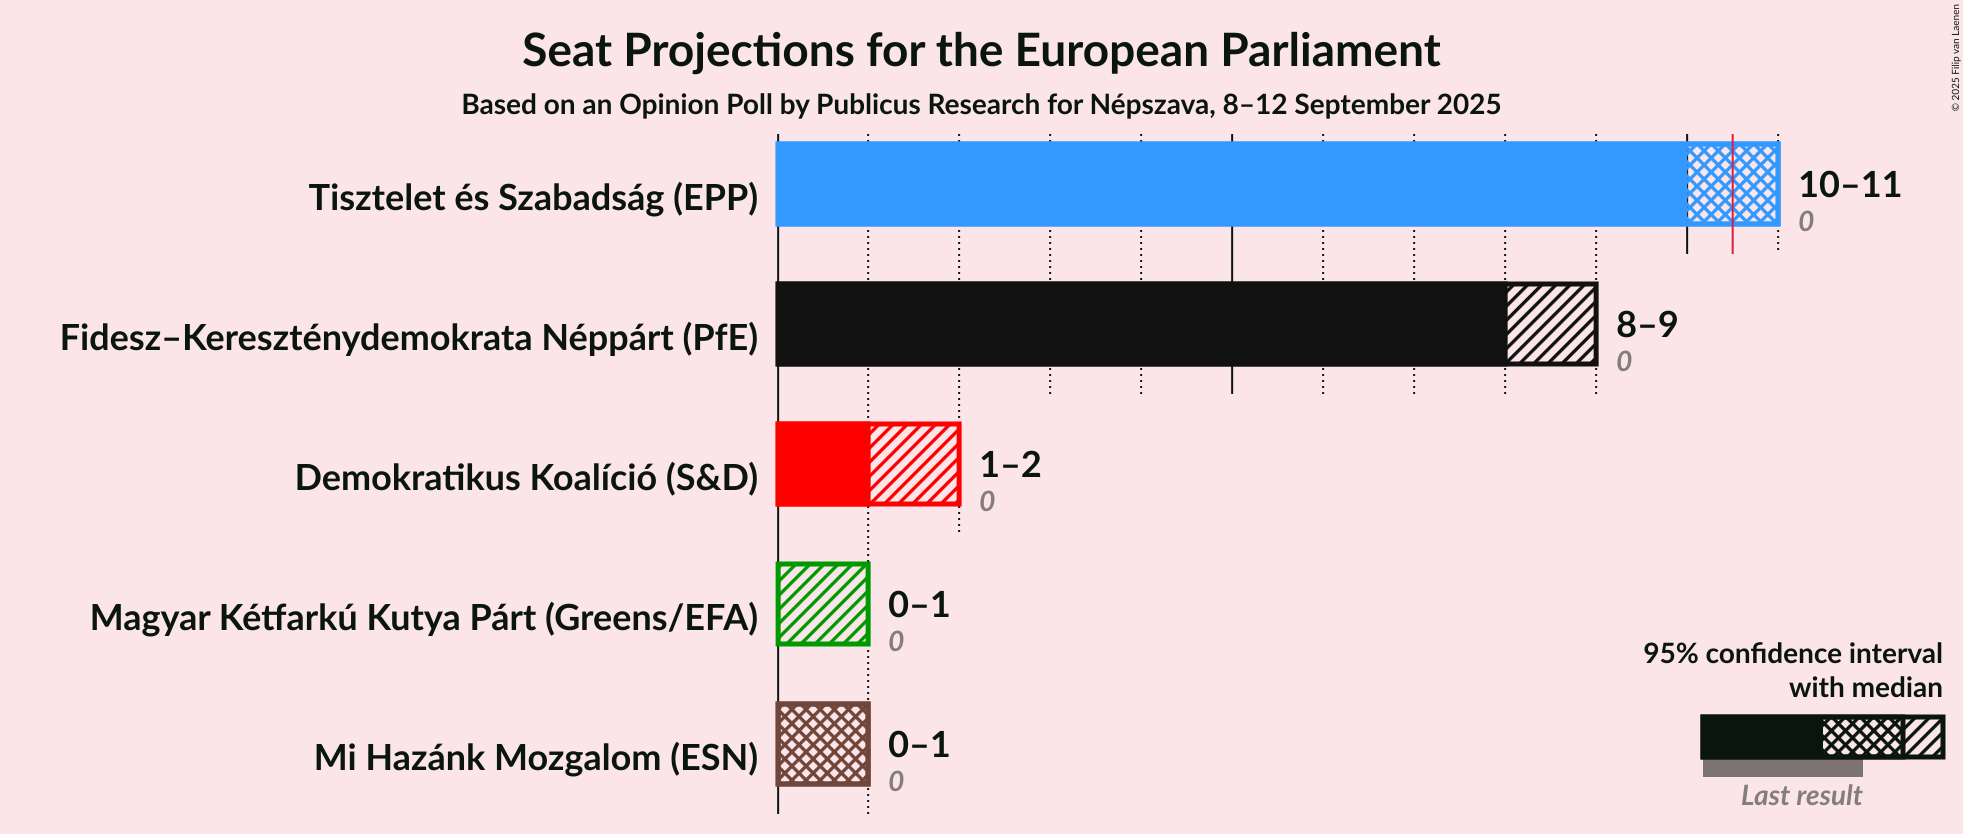 Seat Projections for the European Parliament
Based on an Opinion Poll by Publicus Research for Népszava, 8–12 September 2025
© 2025 Filip van Laenen
Tisztelet és Szabadság (EPP)
10–11
0
Fidesz–Kereszténydemokrata Néppárt (PfE)
8–9
0
Demokratikus Koalíció (S&D)
1–2
0
Magyar Kétfarkú Kutya Párt (Greens/EFA)
0–1
0
Mi Hazánk Mozgalom (ESN)
0–1
0
95% confidence interval
with median
Last result